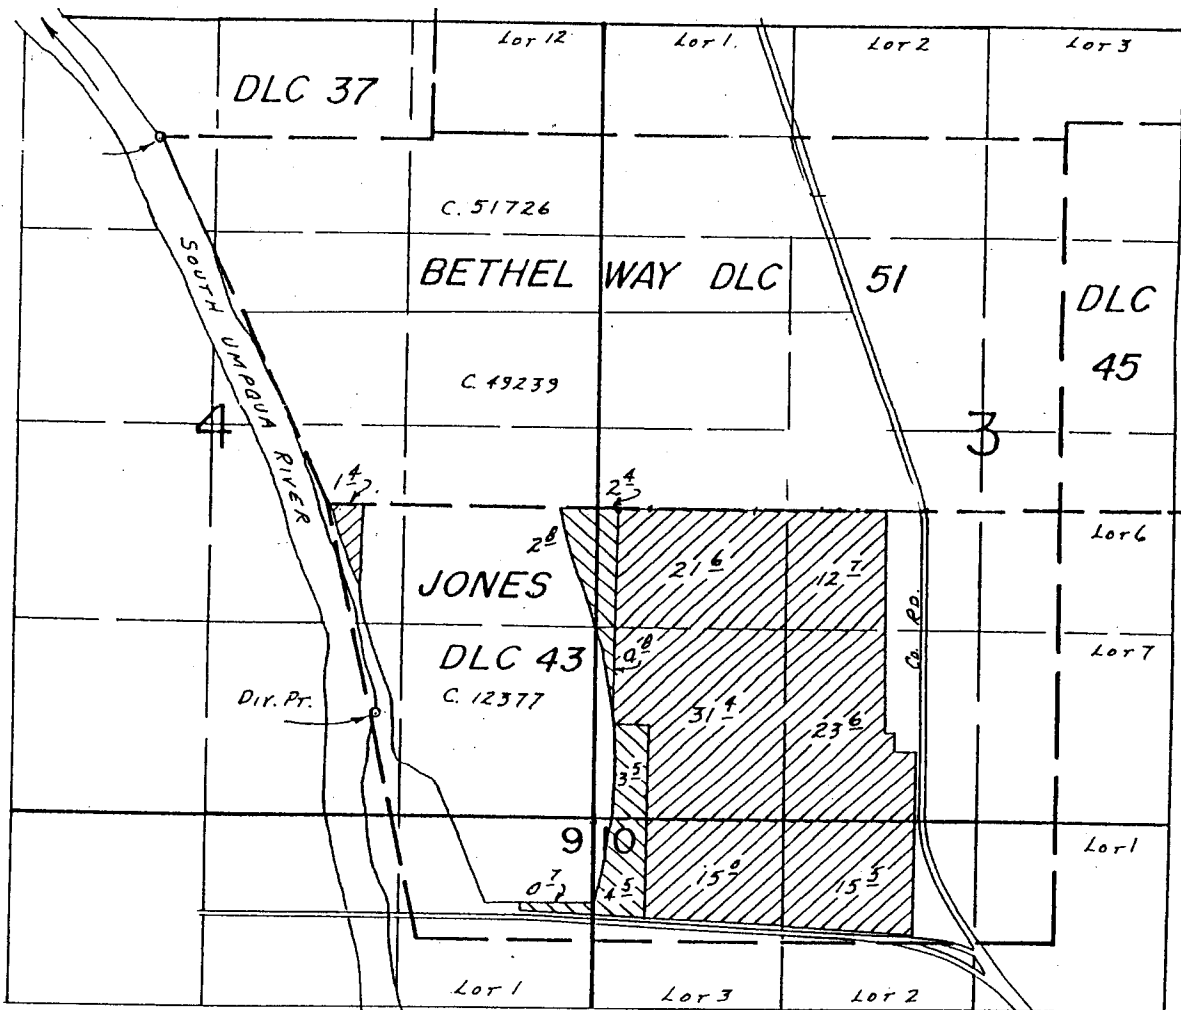 Lot 12
Lot 1.
Lot 2
Lot 3
DLC 37
C. 51726
SOUTH UMPQUA RIVER
BETHEL WAY DLC 51
DLC
45
C. 49239
4
3
1 4
2 4
2 8
21 6
12 7
Lot 6
JONES
Co. RD.
DLC 43
0 8
Lot 7
C. 12377
Div. Pt.
31 4
23 6
3 5
9
10
Lot 1
0 7
4 5
15 0
15 5
Lot 1
Lot 3
Lot 2